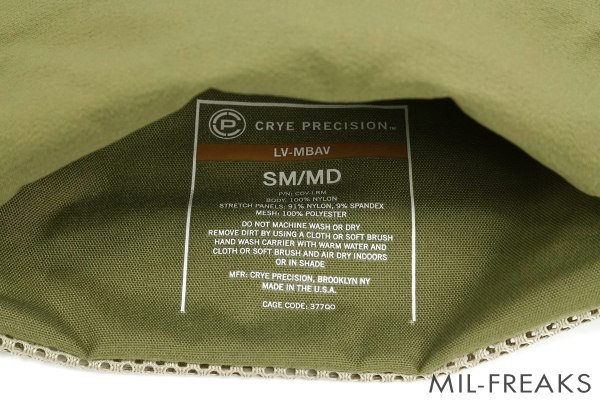 CRYE PRECISION™
LV-MBAV
SM/MD
P/N: COV-LBM
BODY: 100% NYLON
STRETCH PANELS: 91% NYLON, 9% SPANDEX
MESH: 100% POLYESTER
DO NOT MACHINE WASH OR DRY
REMOVE DIRT BY USING A CLOTH OR SOFT BRUSH
HAND WASH CARRIER WITH WARM WATER AND
CLOTH OR SOFT BRUSH AND AIR DRY INDOORS
OR IN SHADE
MFR: CRYE PRECISION, BROOKLYN NY
MADE IN THE U.S.A.
CAGE CODE: 377Q0
MIL-FREAKS